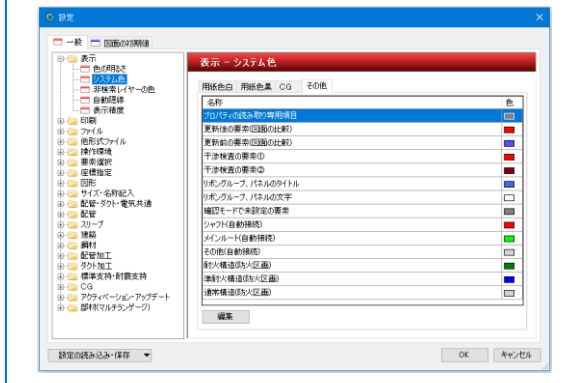 設定
一般 図面の初期値
表示
色の明るさ
システム色
非検索レイヤーの色
自動隠線
表示精度
印刷
ファイル
他形式ファイル
操作環境
要素選択
座標指定
図形
サイズ・名称記入
配管・ダクト・電気共通
配管
スリーブ
建築
鋼材
配管加工
ダクト加工
標準支持・耐震支持
CG
アクティベーション・アップデート
部材(マルチランゲージ)
表示 - システム色
用紙色白 用紙色黒 CG その他
名称 色
プロパティの読み取り専用項目
更新後の要素(図面の比較)
更新前の要素(図面の比較)
干渉検査の要素①
干渉検査の要素②
リボングループ、パネルのタイトル
リボングループ、パネルの文字
確認モードで未設定の要素
シャフト(自動接続)
メインルート(自動接続)
その他(自動接続)
耐火構造(防火区画)
準耐火構造(防火区画)
通常構造(防火区画)
編集
設定の読み込み・保存 OK キャンセル